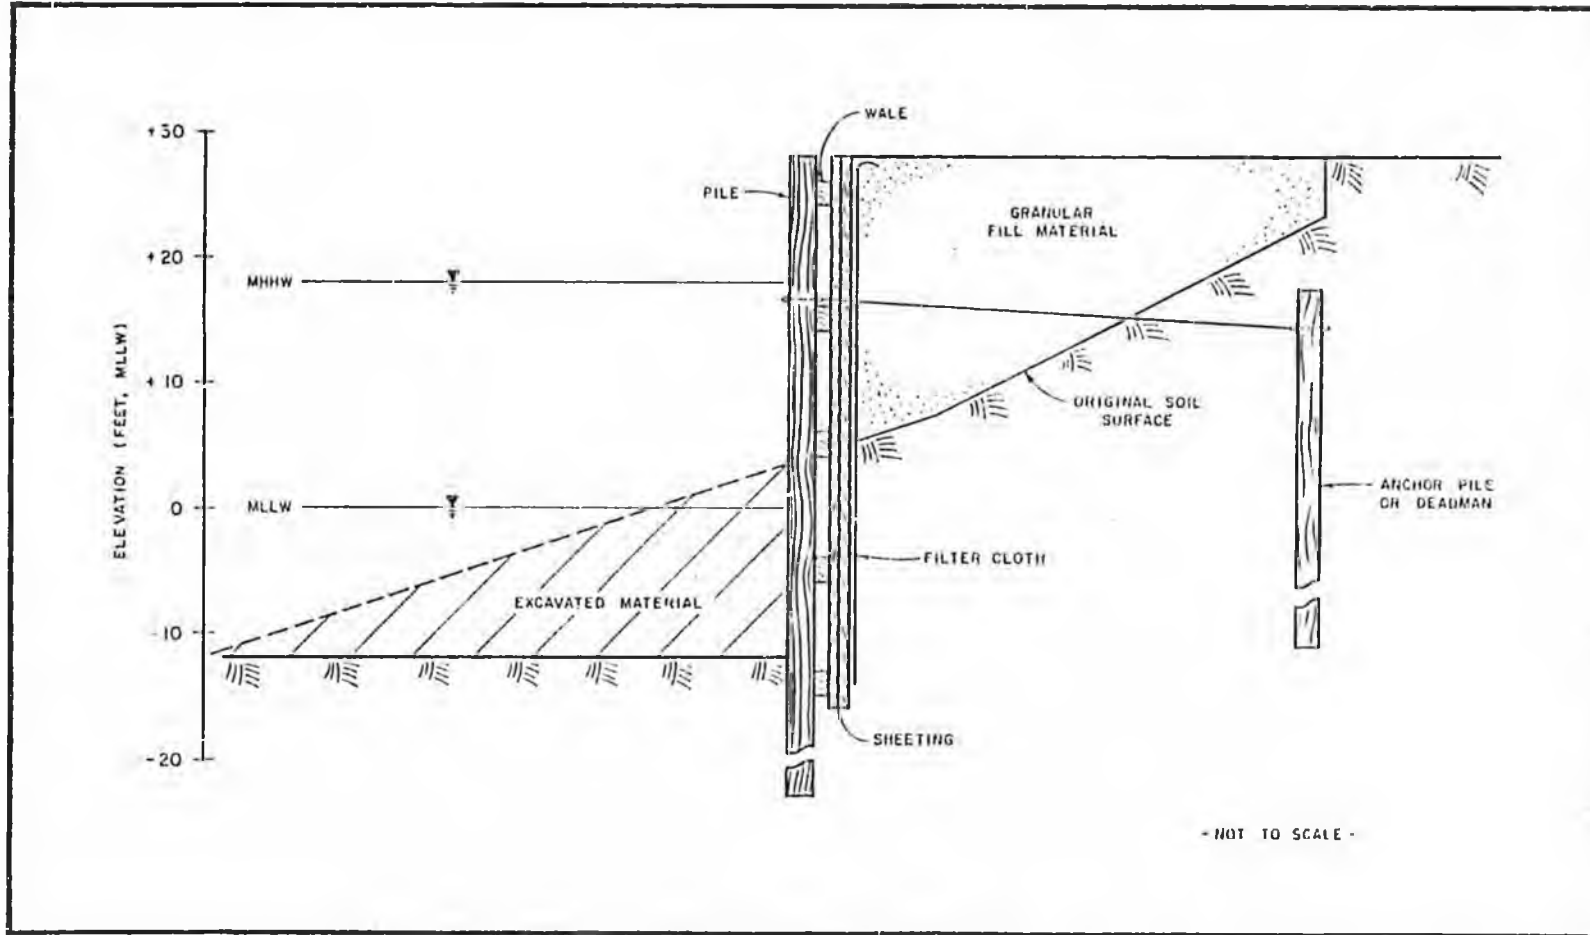 WALE
+30
PILE
GRANULAR
FILL MATERIAL
+20
MHHW
ELEVATION (FEET, MLLW)
+10
ORIGINAL SOIL
SURFACE
MLLW
0
ANCHOR PILE
OR DEADMAN
FILTER CLOTH
EXCAVATED MATERIAL
-10
SHEETING
-20
- NOT TO SCALE -